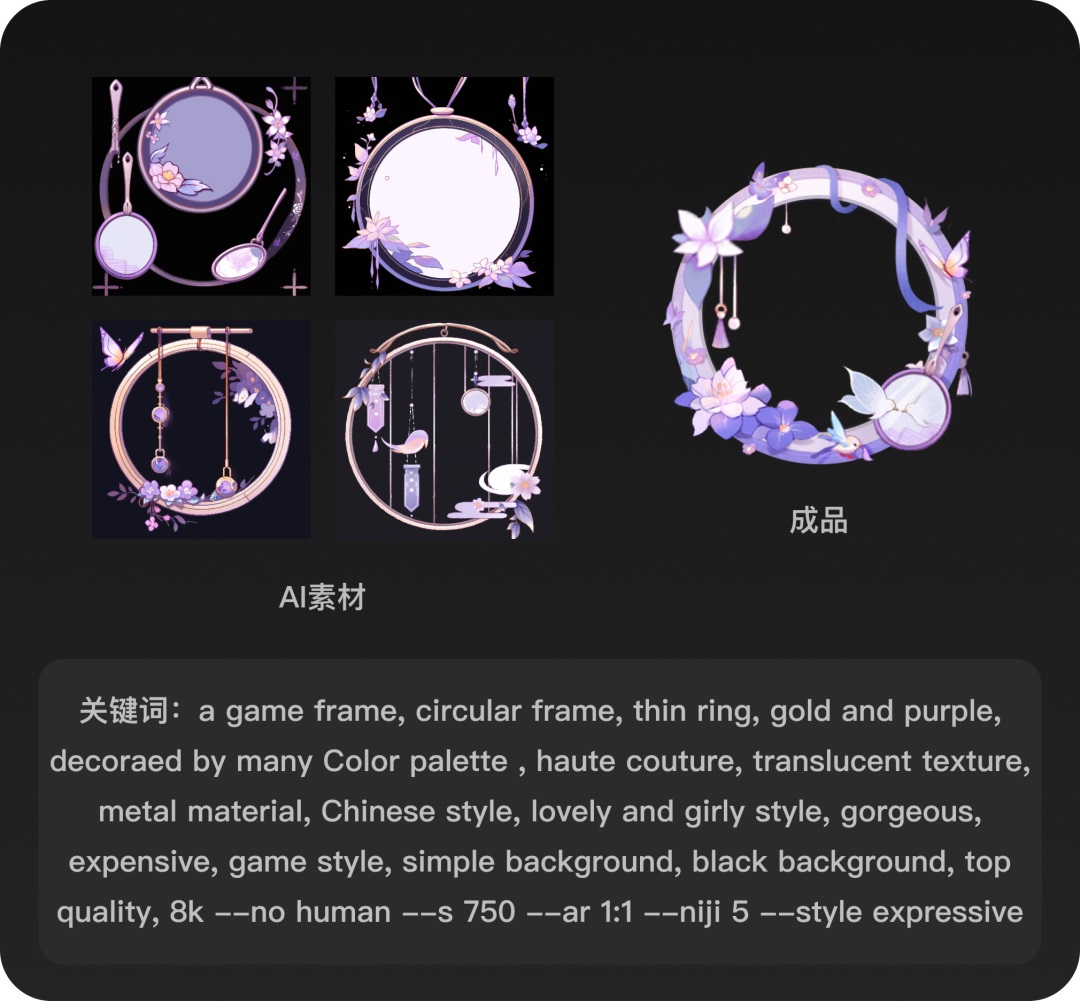 成品
AI素材
关键词：a game frame, circular frame, thin ring, gold and purple,
decoraed by many Color palette , haute couture, translucent texture,
metal material, Chinese style, lovely and girly style, gorgeous,
expensive, game style, simple background, black background, top
quality, 8k --no human --s 750 --ar 1:1 --niji 5 --style expressive